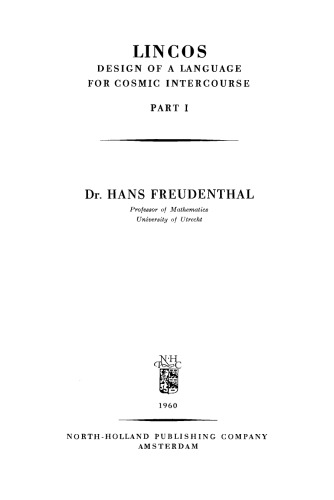 LINCOS
DESIGN OF A LANGUAGE
FOR COSMIC INTERCOURSE
PART I
Dr. HANS FREUDENTHAL
Professor of Mathematics
University of Utrecht
N·H
P C
1960
NORTH-HOLLAND PUBLISHING COMPANY
AMSTERDAM